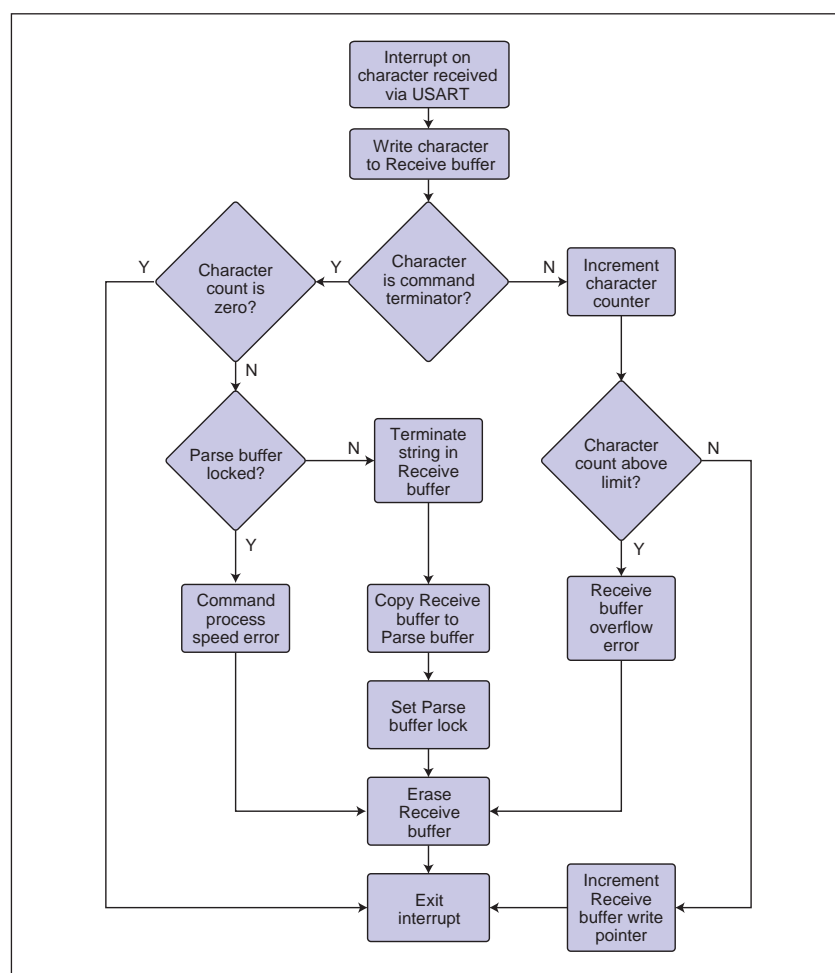 Interrupt on
character received
via USART
Write character
to Receive buffer
Y
Character
count is
zero?
Y
Character
is command
terminator?
N
Increment
character
counter
N
Parse buffer
locked?
N
Terminate
string in
Receive
buffer
Character
count above
limit?
N
Y
Y
Command
process
speed error
Copy Receive
buffer to
Parse buffer
Receive
buffer
overflow
error
Set Parse
buffer lock
Erase
Receive
buffer
Exit
interrupt
Increment
Receive
buffer write
pointer